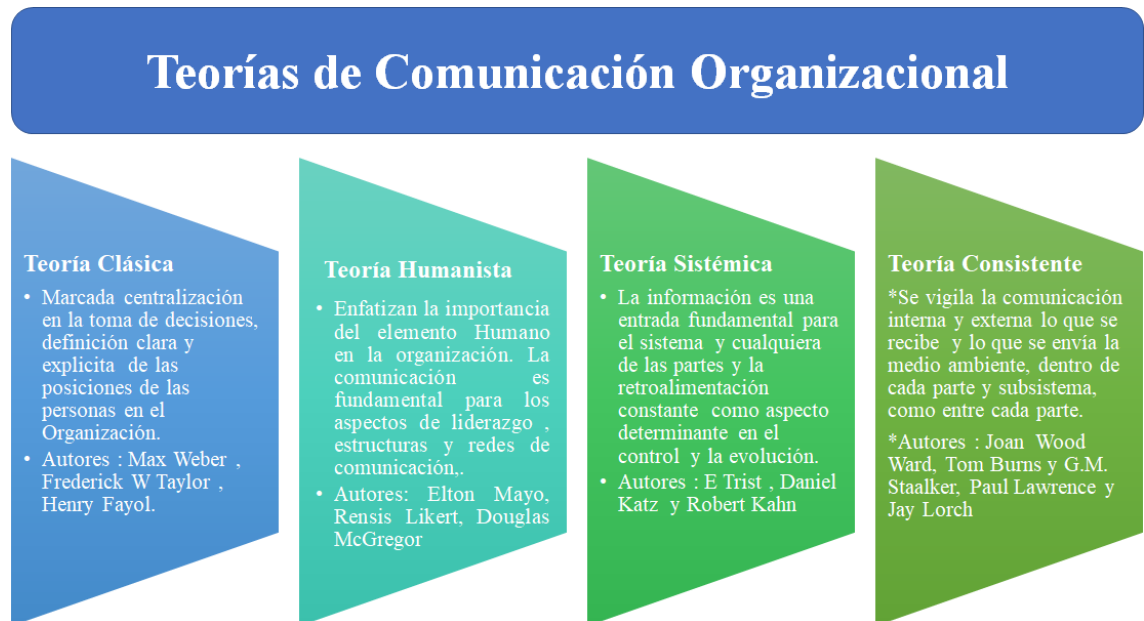 Teorías de Comunicación Organizacional
Teoría Clásica
• Marcada centralización
en la toma de decisiones,
definición clara y
explicita de las
posiciones de las
personas en el
Organización.
• Autores : Max Weber ,
Frederick W Taylor ,
Henry Fayol.
Teoría Humanista
• Enfatizan la importancia
del elemento Humano
en la organización. La
comunicación es
fundamental para los
aspectos de liderazgo ,
estructuras y redes de
comunicación,.
• Autores: Elton Mayo,
Rensis Likert, Douglas
McGregor
Teoría Sistémica
• La información es una
entrada fundamental para
el sistema y cualquiera
de las partes y la
retroalimentación
constante como aspecto
determinante en el
control y la evolución.
• Autores : E Trist , Daniel
Katz y Robert Kahn
Teoría Consistente
*Se vigila la comunicación
interna y externa lo que se
recibe y lo que se envía la
medio ambiente, dentro de
cada parte y subsistema,
como entre cada parte.
*Autores : Joan Wood
Ward, Tom Burns y G.M.
Staalker, Paul Lawrence y
Jay Lorch